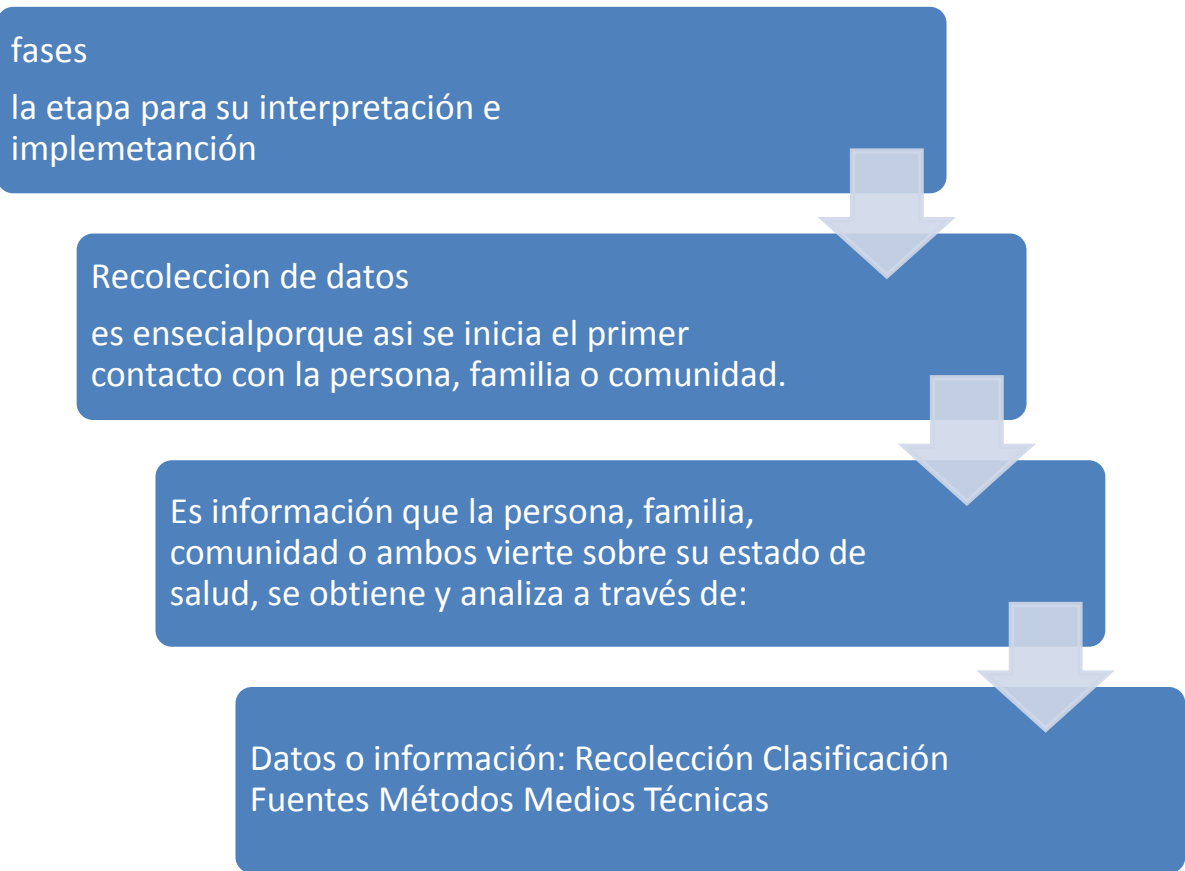 fases
la etapa para su interpretación e
implemetanción
Recoleccion de datos
es ensecialporque asi se inicia el primer
contacto con la persona, familia o comunidad.
Es información que la persona, familia,
comunidad o ambos vierte sobre su estado de
salud, se obtiene y analiza a través de:
Datos o información: Recolección Clasificación
Fuentes Métodos Medios Técnicas